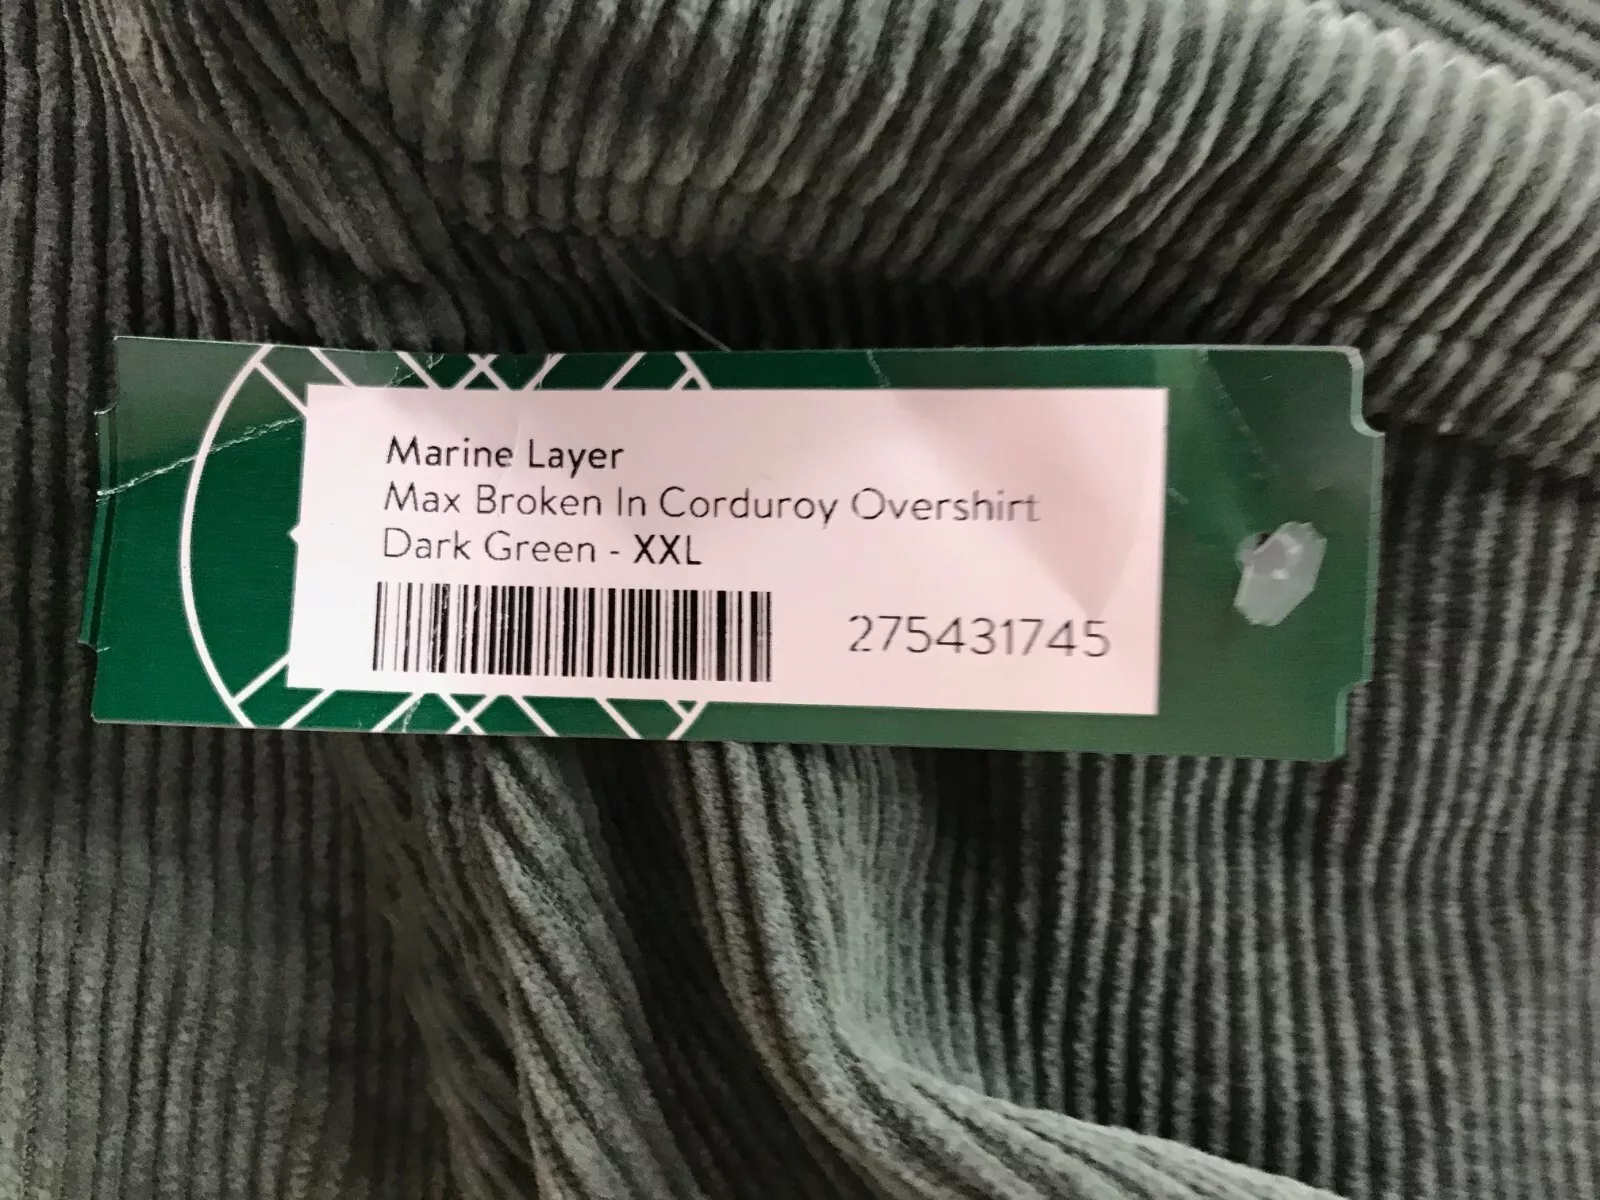 Marine Layer
Max Broken In Corduroy Overshirt
Dark Green - XXL
275431745